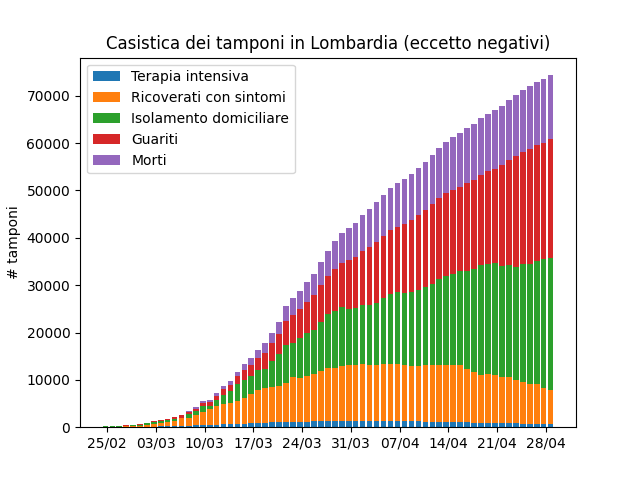 Casistica dei tamponi in Lombardia (eccetto negativi)
Terapia intensiva
Ricoverati con sintomi
Isolamento domiciliare
Guariti
Morti
# tamponi
70000
60000
50000
40000
30000
20000
10000
0
25/02 03/03 10/03 17/03 24/03 31/03 07/04 14/04 21/04 28/04